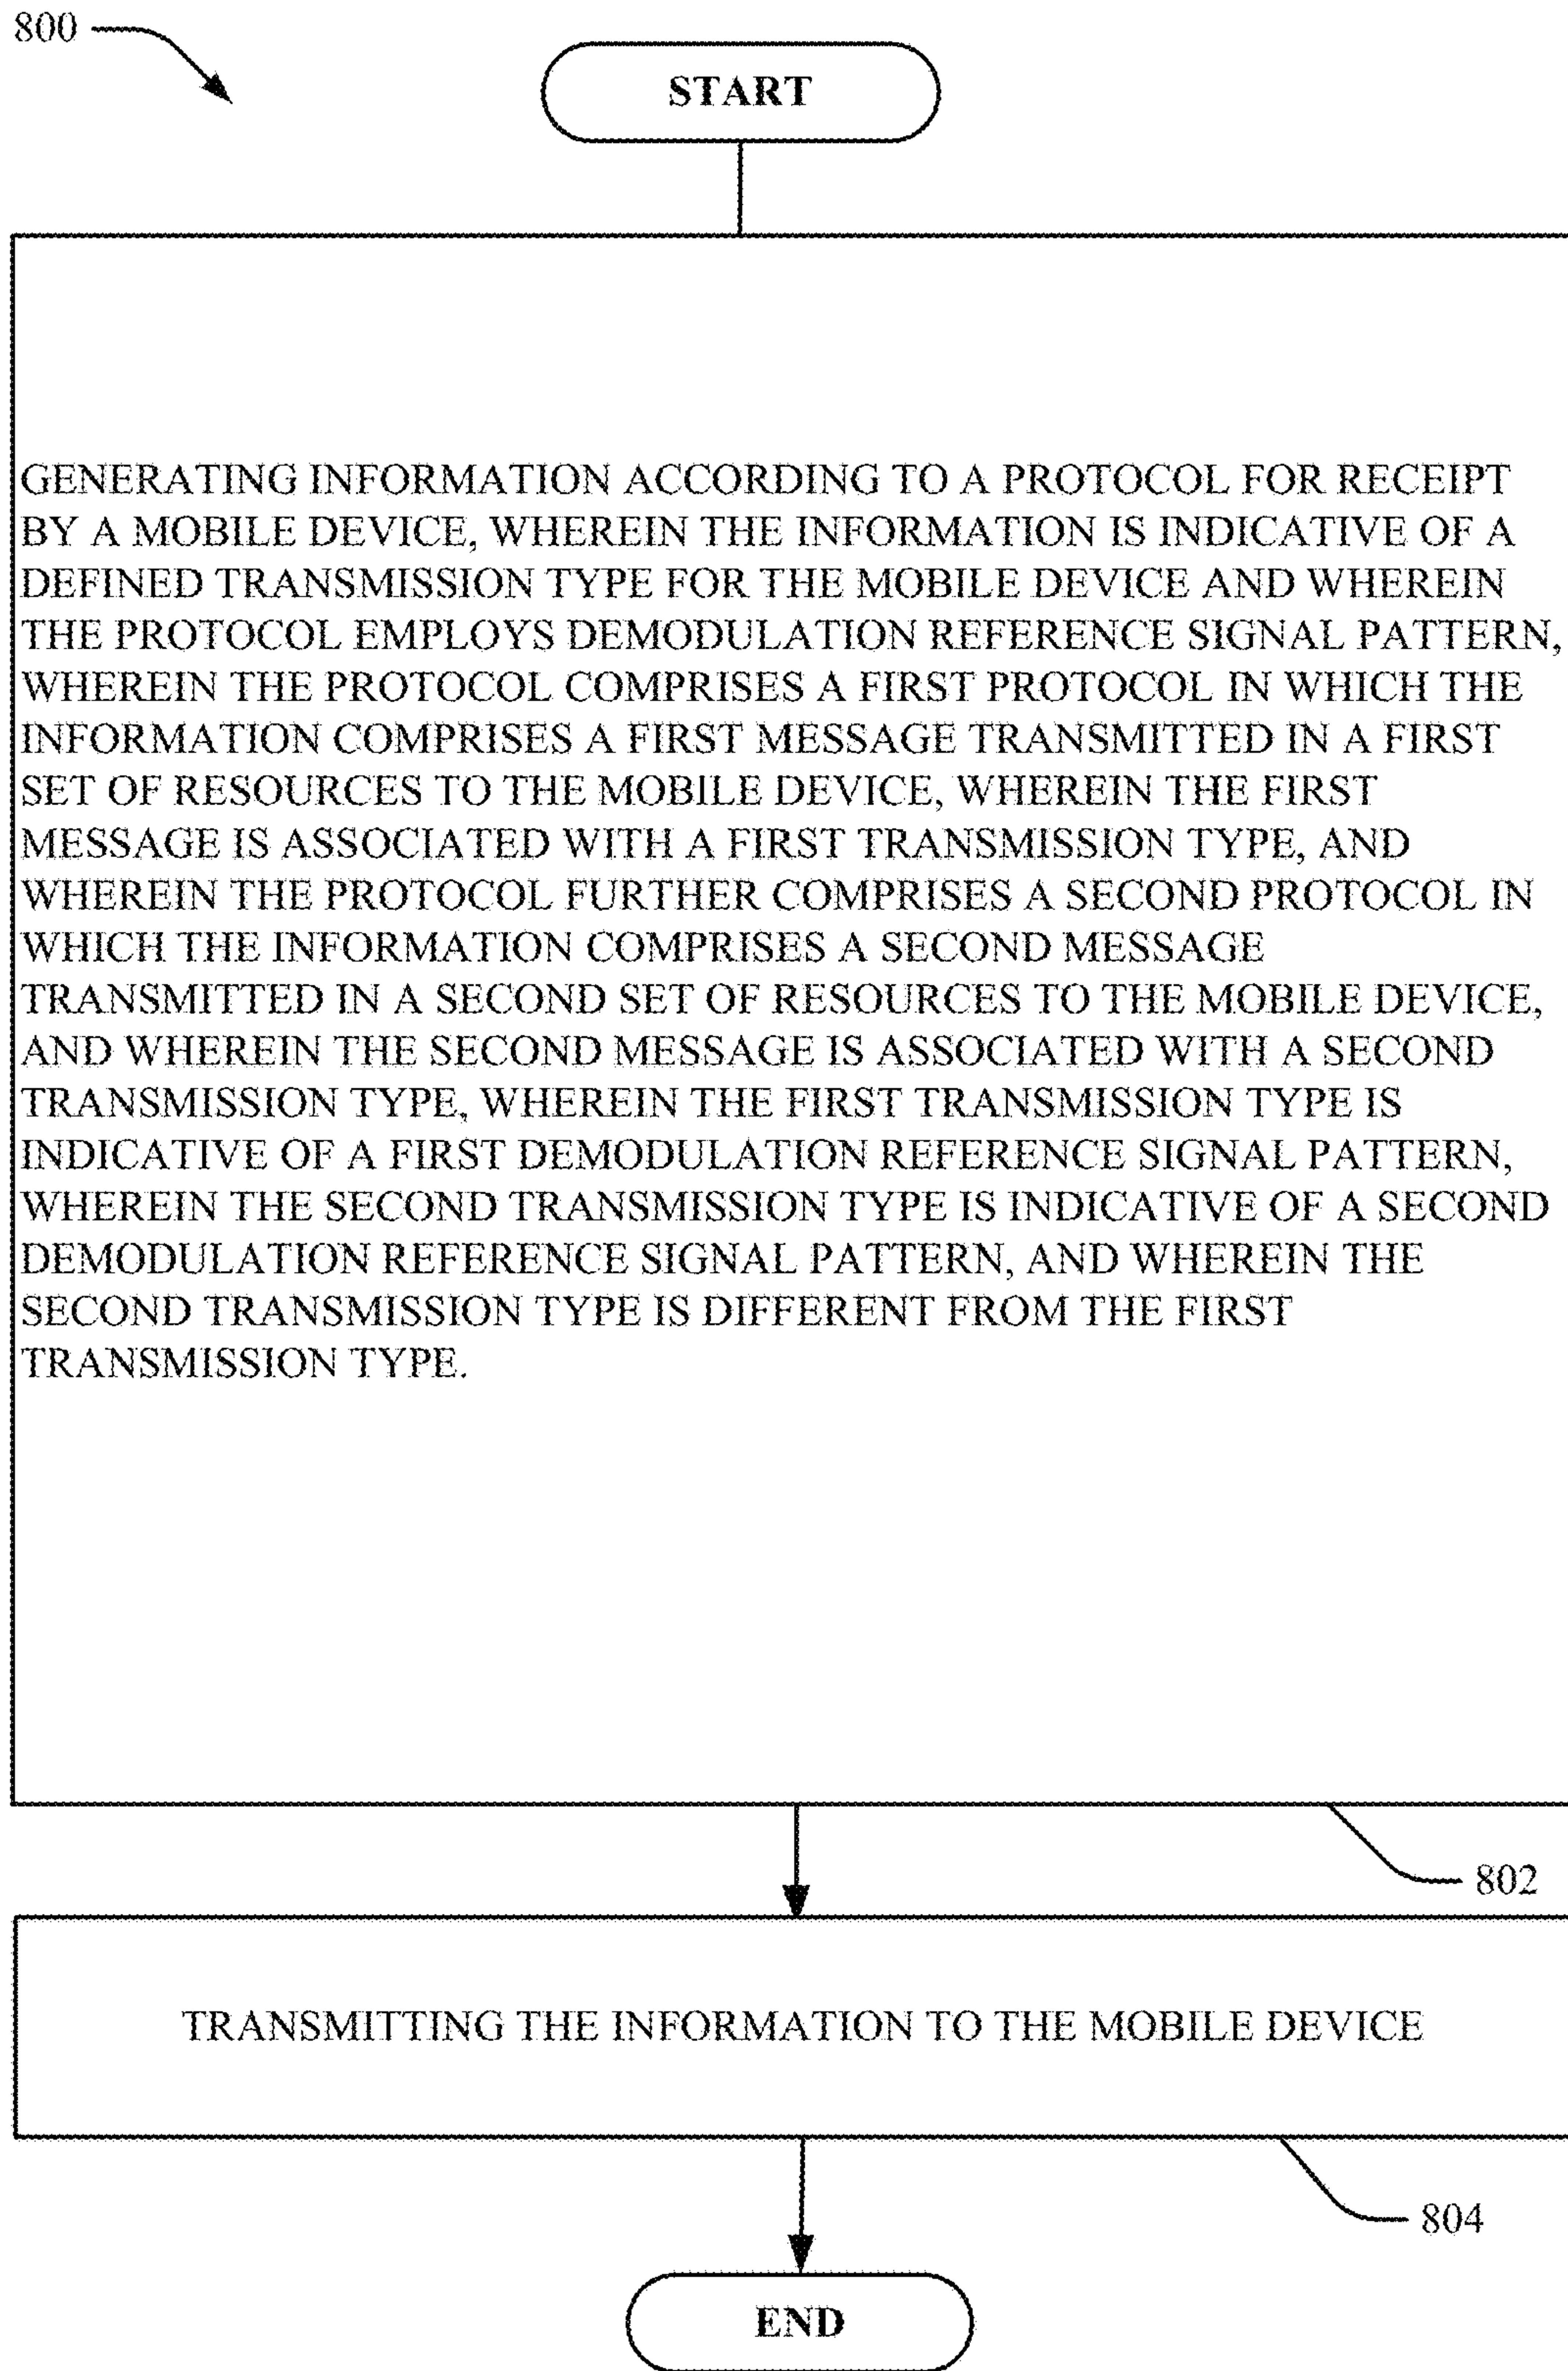 800
START
GENERATING INFORMATION ACCORDING TO A PROTOCOL FOR RECEIPT
BY A MOBILE DEVICE, WHEREIN THE INFORMATION IS INDICATIVE OF A
DEFINED TRANSMISSION TYPE FOR THE MOBILE DEVICE AND WHEREIN
THE PROTOCOL EMPLOYS DEMODULATION REFERENCE SIGNAL PATTERN,
WHEREIN THE PROTOCOL COMPRISES A FIRST PROTOCOL IN WHICH THE
INFORMATION COMPRISES A FIRST MESSAGE TRANSMITTED IN A FIRST
SET OF RESOURCES TO THE MOBILE DEVICE, WHEREIN THE FIRST
MESSAGE IS ASSOCIATED WITH A FIRST TRANSMISSION TYPE, AND
WHEREIN THE PROTOCOL FURTHER COMPRISES A SECOND PROTOCOL IN
WHICH THE INFORMATION COMPRISES A SECOND MESSAGE
TRANSMITTED IN A SECOND SET OF RESOURCES TO THE MOBILE DEVICE,
AND WHEREIN THE SECOND MESSAGE IS ASSOCIATED WITH A SECOND
TRANSMISSION TYPE, WHEREIN THE FIRST TRANSMISSION TYPE IS
INDICATIVE OF A FIRST DEMODULATION REFERENCE SIGNAL PATTERN,
WHEREIN THE SECOND TRANSMISSION TYPE IS INDICATIVE OF A SECOND
DEMODULATION REFERENCE SIGNAL PATTERN, AND WHEREIN THE
SECOND TRANSMISSION TYPE IS DIFFERENT FROM THE FIRST
TRANSMISSION TYPE.
802
TRANSMITTING THE INFORMATION TO THE MOBILE DEVICE
804
END